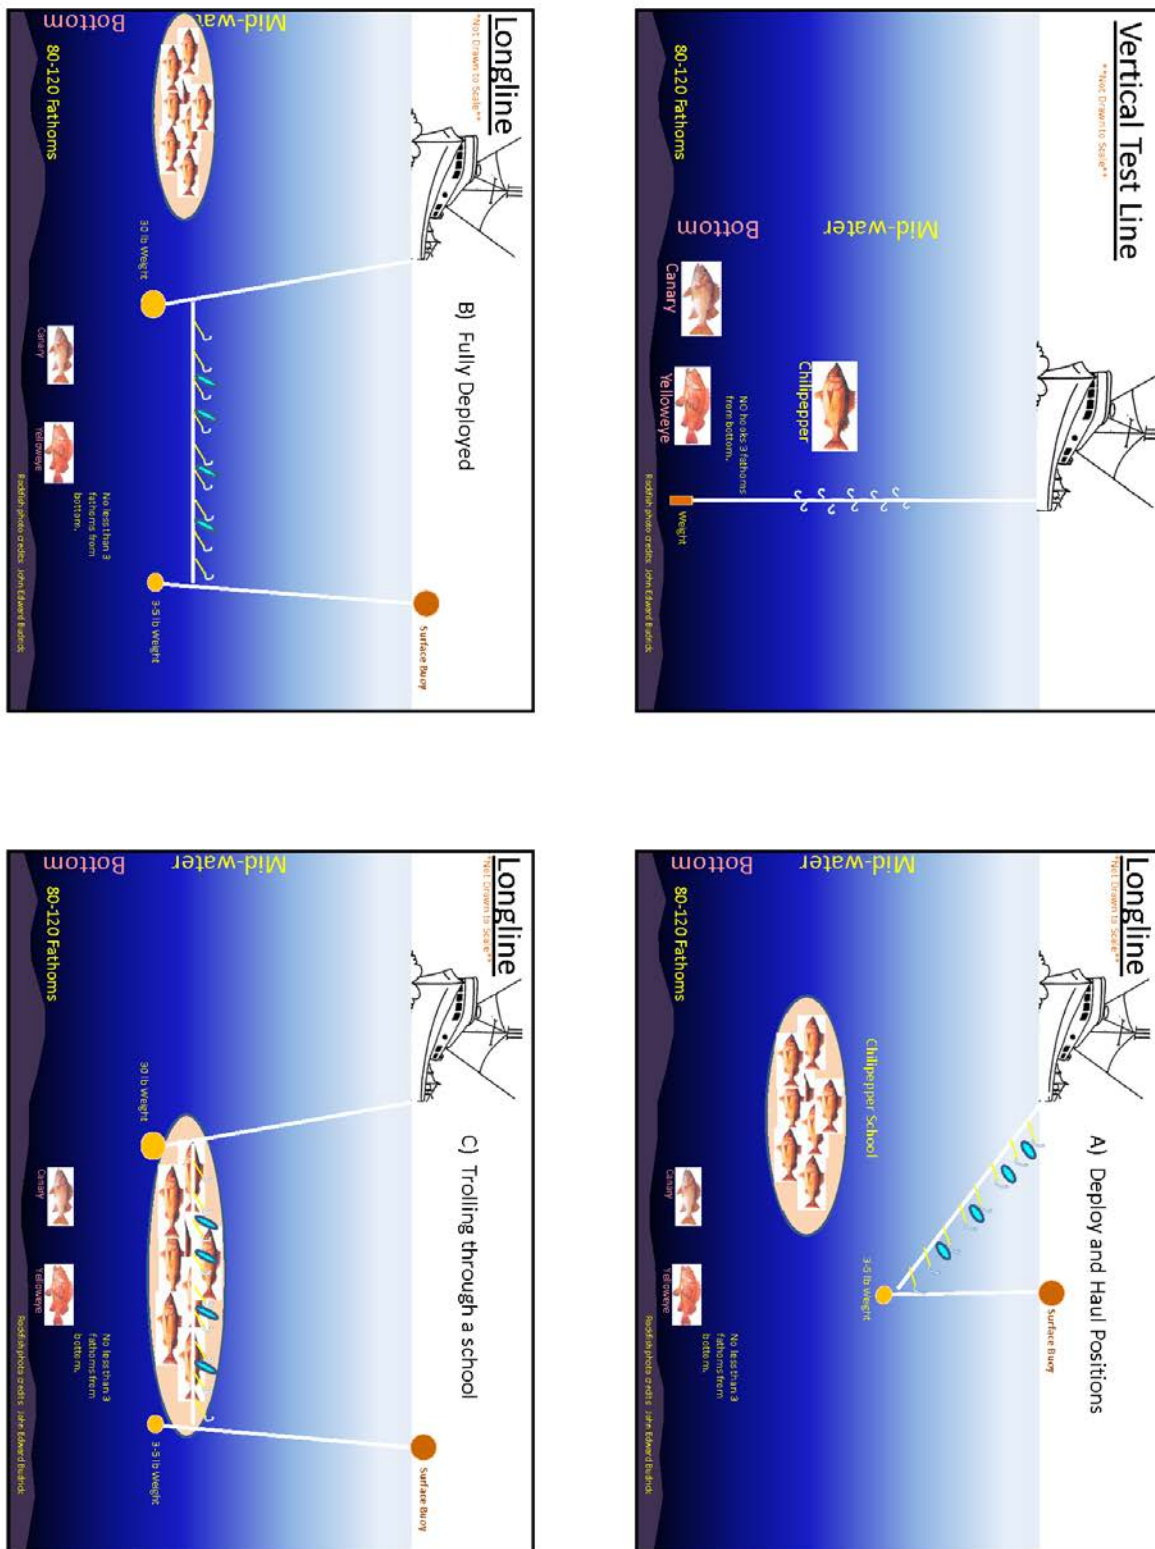 Vertical Test Line
**Not Drawn to Scale**
Mid-water
Chilipepper
Bottom
Canary
Yelloweye
NO hooks 3 fathoms
from bottom.
Weight
80-120 Fathoms
Rockfish photo credits: John Edward Budrick
Longline
*Not Drawn to Scale**
A) Deploy and Haul Positions
Surface Buoy
Chilipepper School
3-5 lb Weight
Mid-water
Bottom
Canary
Yelloweye
No less than 3
fathoms from
bottom.
80-120 Fathoms
Rockfish photo credits: John Edward Budrick
Longline
*Not Drawn to Scale**
B) Fully Deployed
Surface Buoy
Mid-water
30 lb Weight
3-5 lb Weight
Bottom
Canary
Yelloweye
No less than 3
fathoms from
bottom.
80-120 Fathoms
Rockfish photo credits: John Edward Budrick
Longline
*Not Drawn to Scale**
C) Trolling through a school
Surface Buoy
Mid-water
30 lb Weight
3-5 lb Weight
Bottom
Canary
Yelloweye
No less than 3
fathoms from
bottom.
80-120 Fathoms
Rockfish photo credits: John Edward Budrick